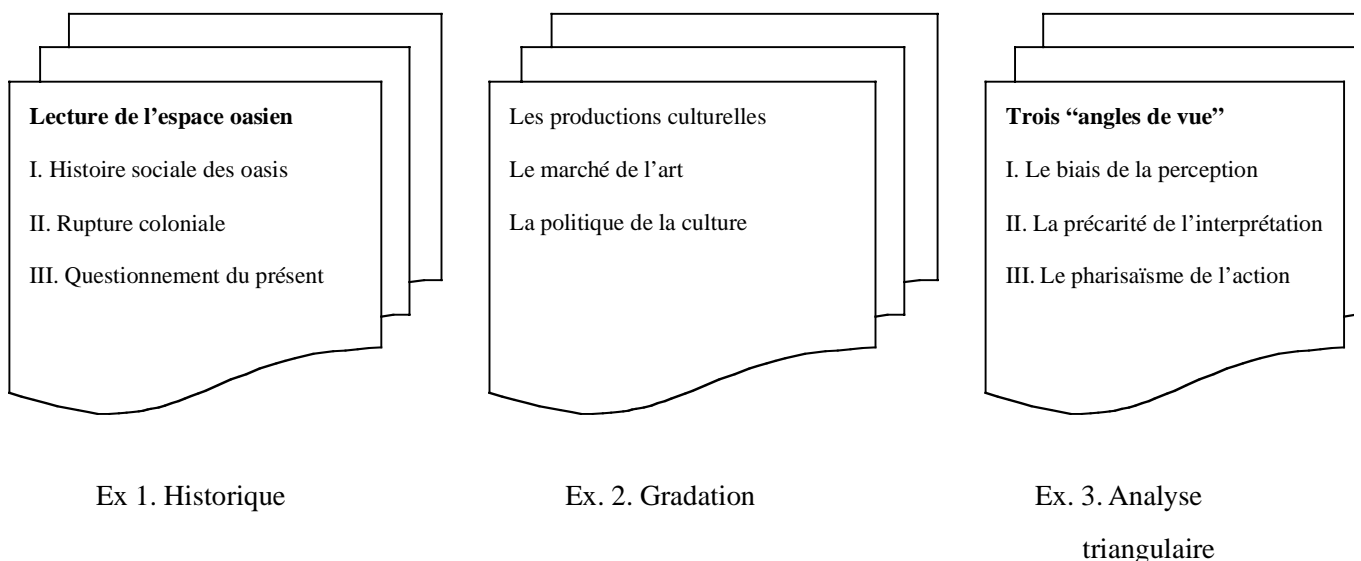 Lecture de l’espace oasien
I. Histoire sociale des oasis
II. Rupture coloniale
III. Questionnement du présent
Les productions culturelles
Le marché de l’art
La politique de la culture
Trois “angles de vue”
I. Le biais de la perception
II. La précarité de l’interprétation
III. Le pharisaïsme de l’action
Ex 1. Historique
Ex. 2. Gradation
Ex. 3. Analyse
triangulaire